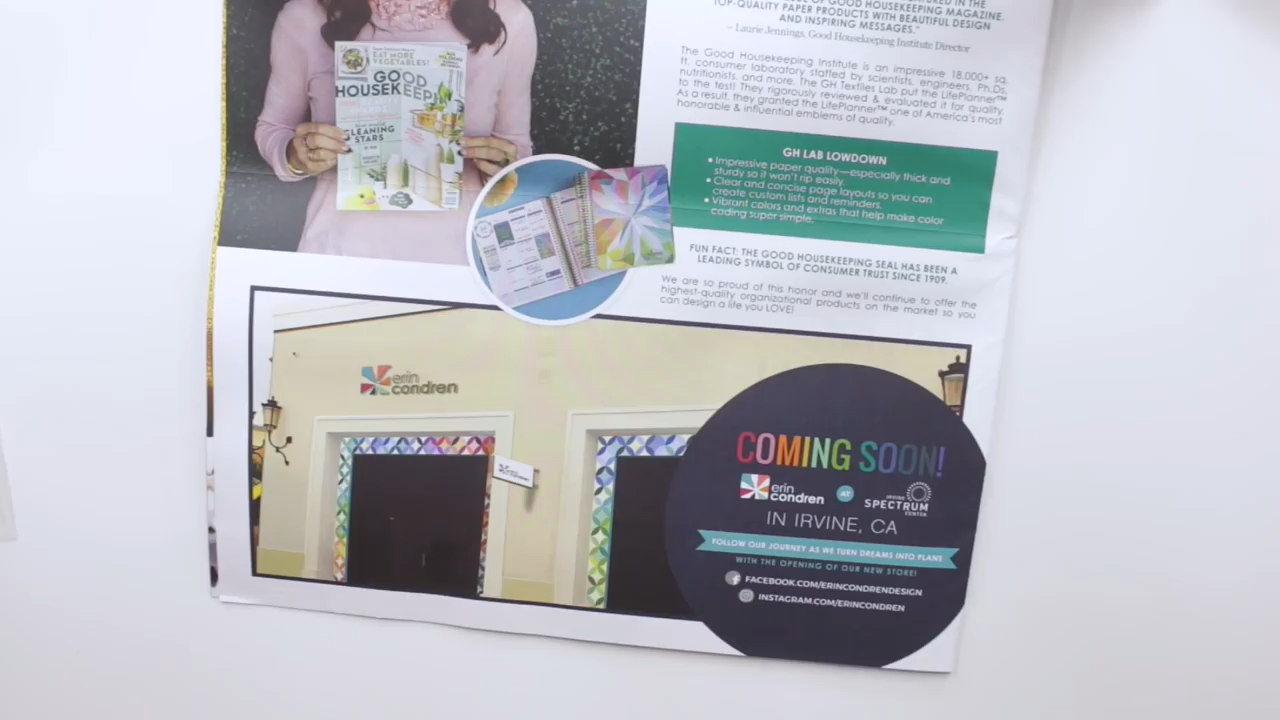 OF GOOD HOUSEKEEPING MAGAZINE.
TOP-QUALITY PAPER PRODUCTS WITH BEAUTIFUL DESIGN
AND INSPIRING MESSAGES."
– Laurie Jennings, Good Housekeeping Institute Director
The Good Housekeeping Institute is an impressive 18,000+ sq.
ft. consumer laboratory staffed by scientists, engineers, Ph.Ds,
nutritionists, and more. The GH Textiles Lab put the LifePlanner™
to the test! They rigorously reviewed & evaluated it for quality.
As a result, they granted the LifePlanner™ one of America's most
honorable & influential emblems of quality.
EAT MORE
VEGETABLES!
GOOD
HOUSEKEEPING
CLEANING
STARS
GH LAB LOWDOWN
• Impressive paper quality—especially thick and
sturdy so it won't rip easily.
• Clear and concise page layouts so you can
create custom lists and reminders.
• Vibrant colors and extras that help make color
coding super simple.
FUN FACT: THE GOOD HOUSEKEEPING SEAL HAS BEEN A
LEADING SYMBOL OF CONSUMER TRUST SINCE 1909.
We are so proud of this honor and we'll continue to offer the
highest-quality organizational products on the market so you
can design a life you LOVE!
erin
condren
COMING SOON!
erin
condren
AT
IRVINE
SPECTRUM
CENTER
IN IRVINE, CA
FOLLOW OUR JOURNEY AS WE TURN DREAMS INTO PLANS
WITH THE OPENING OF OUR NEW STORE!
FACEBOOK.COM/ERINCONDRENDESIGN
INSTAGRAM.COM/ERINCONDREN